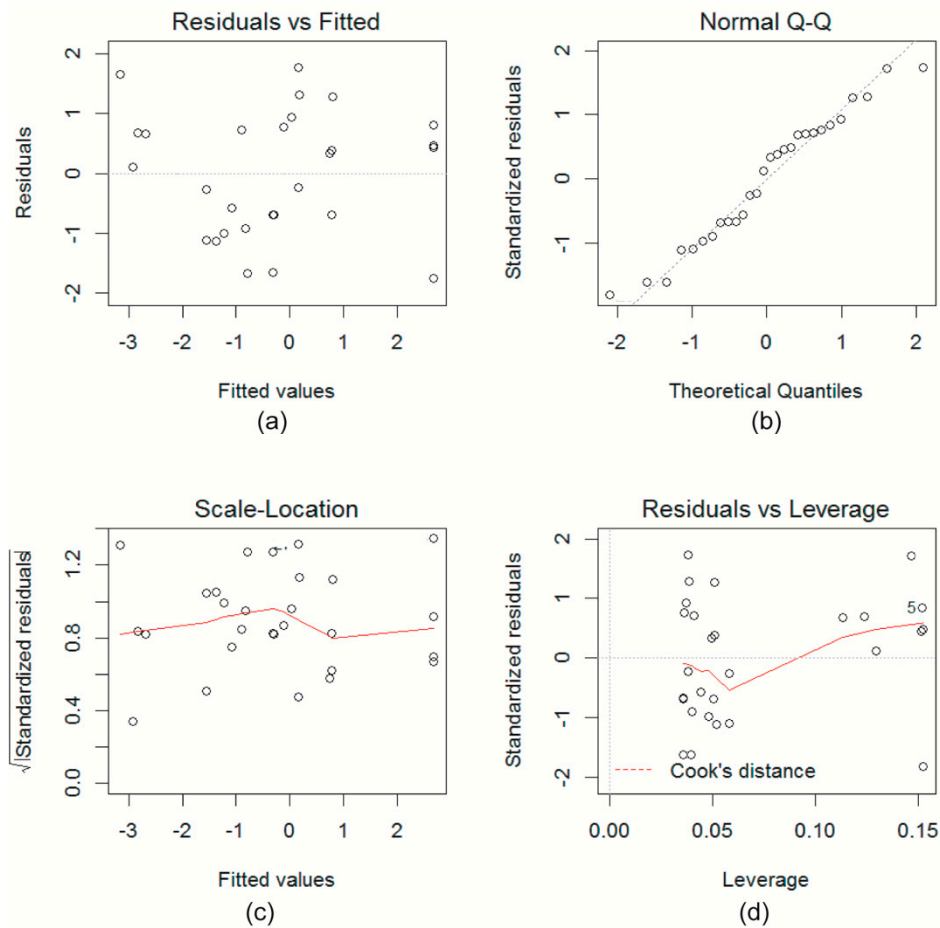 Residuals vs Fitted
Residuals
2
1
0
-1
-2
-3 -2 -1 0 1 2
Fitted values
(a)
Normal Q-Q
Standardized residuals
2
1
0
-1
-2 -1 0 1 2
Theoretical Quantiles
(b)
Scale-Location
√|Standardized residuals|
1.2
0.8
0.4
0.0
-3 -2 -1 0 1 2
Fitted values
(c)
Residuals vs Leverage
Standardized residuals
2
1
0
-1
-2
5
Cook's distance
0.00 0.05 0.10 0.15
Leverage
(d)